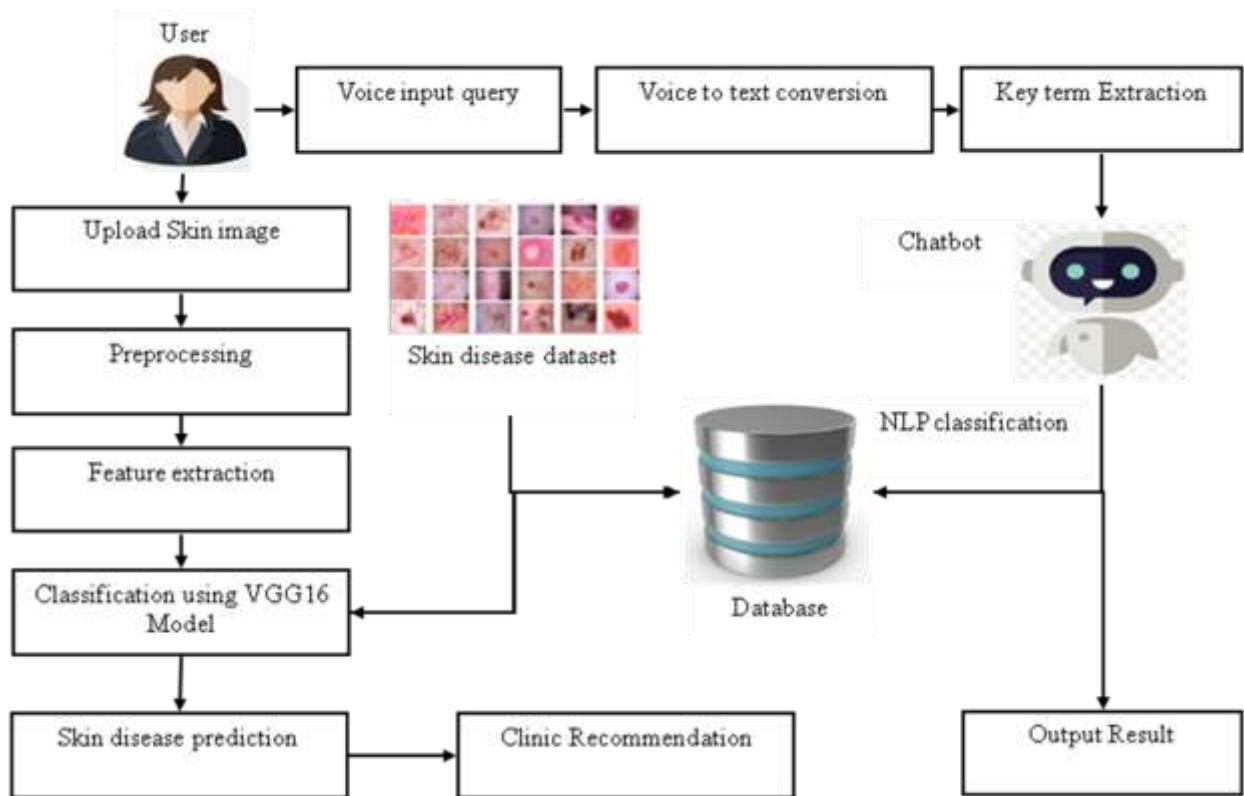 User
Voice input query
Voice to text conversion
Key term Extraction
Upload Skin image
Chatbot
Preprocessing
Skin disease dataset
NLP classification
Feature extraction
Classification using VGG16
Model
Database
Skin disease prediction
Clinic Recommendation
Output Result